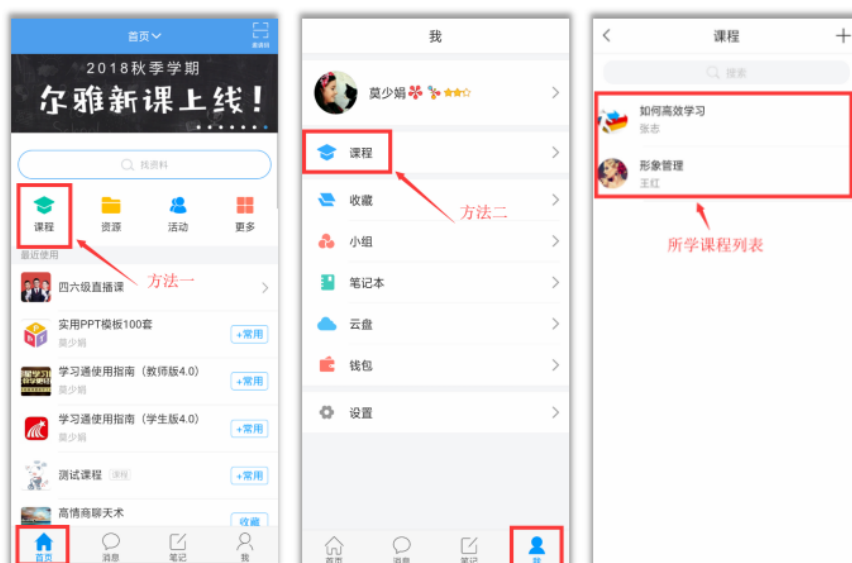 首页
邀请码
2018秋季学期
尔雅新课上线！
找资料
课程
资源
活动
更多
最近使用
方法一
四六级直播课
实用PPT模板100套
莫少娟
+常用
学习通使用指南（教师版4.0）
莫少娟
+常用
学习通使用指南（学生版4.0）
莫少娟
+常用
测试课程 课程
+常用
高情商聊天术
收藏
首页
消息
笔记
我
我
莫少娟
课程
收藏
方法二
小组
笔记本
云盘
钱包
设置
首页
消息
笔记
我
课程
搜索
如何高效学习
张志
形象管理
王红
所学课程列表